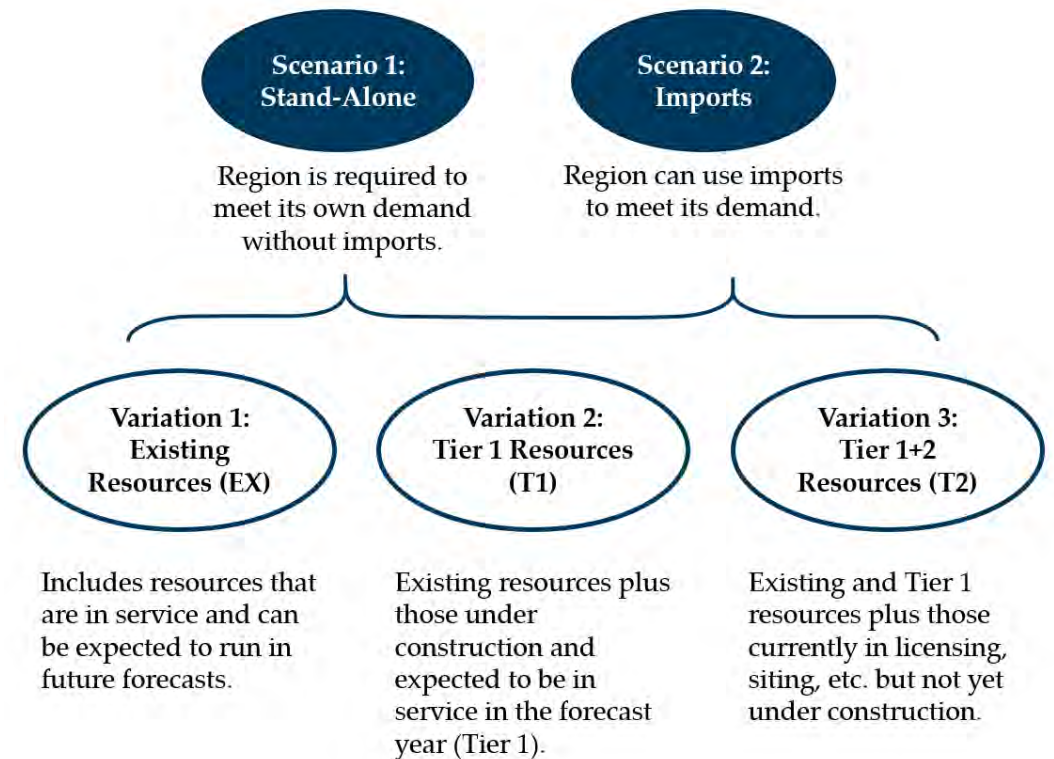 Scenario 1:
Stand-Alone
Region is required to
meet its own demand
without imports.
Scenario 2:
Imports
Region can use imports
to meet its demand.
Variation 1:
Existing
Resources (EX)
Includes resources that
are in service and can
be expected to run in
future forecasts.
Variation 2:
Tier 1 Resources
(T1)
Existing resources plus
those under
construction and
expected to be in
service in the forecast
year (Tier 1).
Variation 3:
Tier 1+2
Resources (T2)
Existing and Tier 1
resources plus those
currently in licensing,
siting, etc. but not yet
under construction.